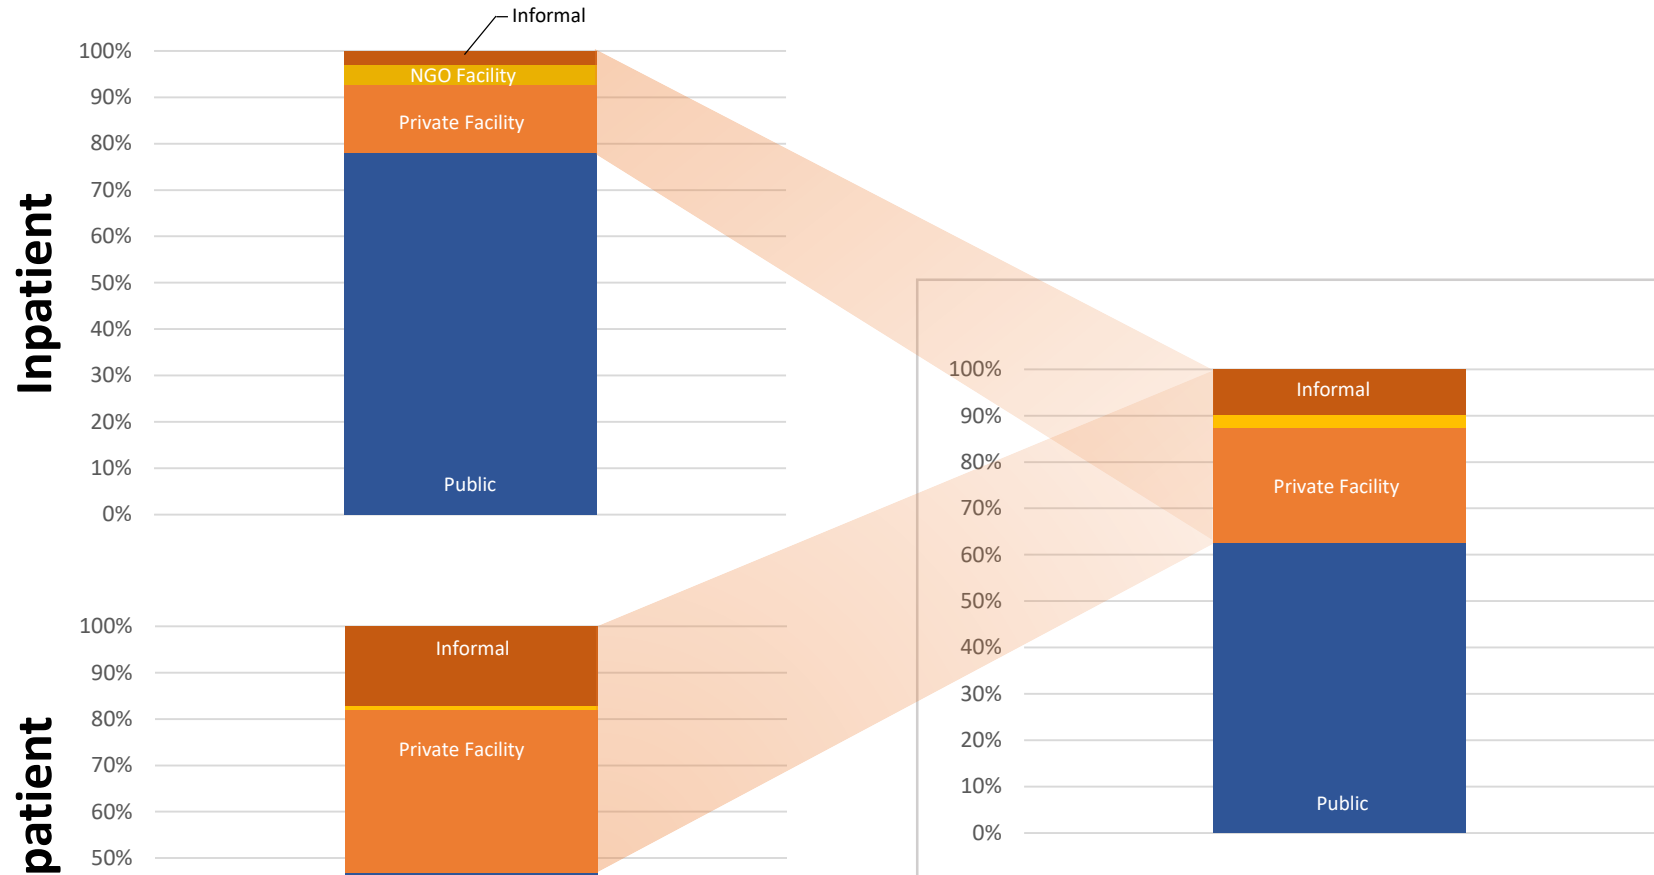 Informal
100%
NGO Facility
90%
Private Facility
80%
70%
60%
50%
40%
30%
20%
10%
Public
0%
Inpatient
100%
Informal
90%
80%
Private Facility
70%
60%
50%
patient
100%
Informal
90%
80%
Private Facility
70%
60%
50%
40%
30%
20%
10%
Public
0%